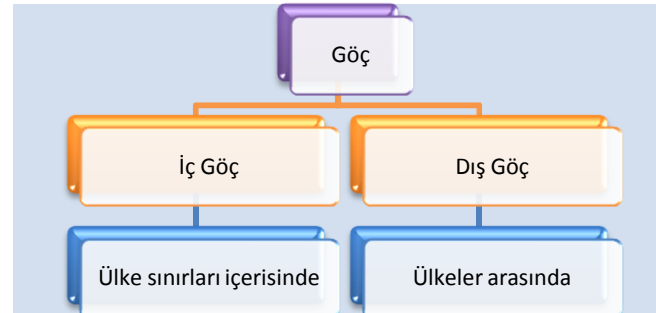 Göç
İç Göç
Dış Göç
Ülke sınırları içerisinde
Ülkeler arasında